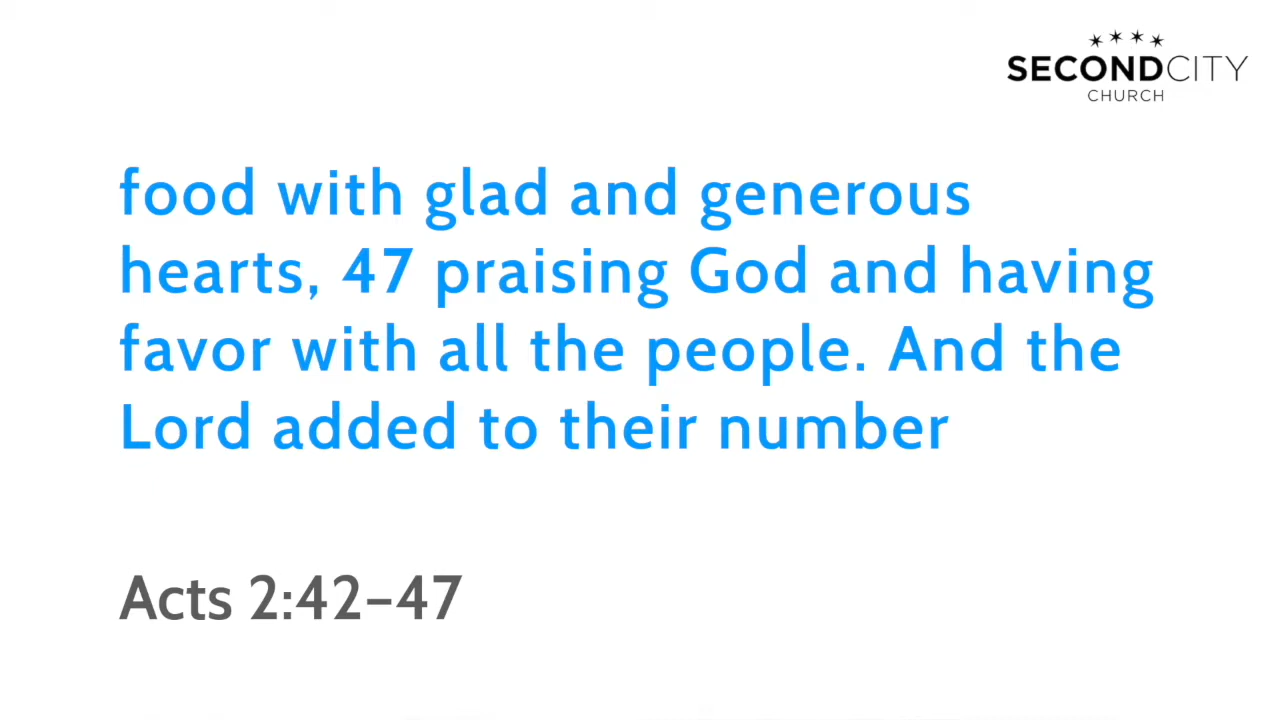 SECONDCITY
CHURCH
food with glad and generous
hearts, 47 praising God and having
favor with all the people. And the
Lord added to their number
Acts 2:42–47